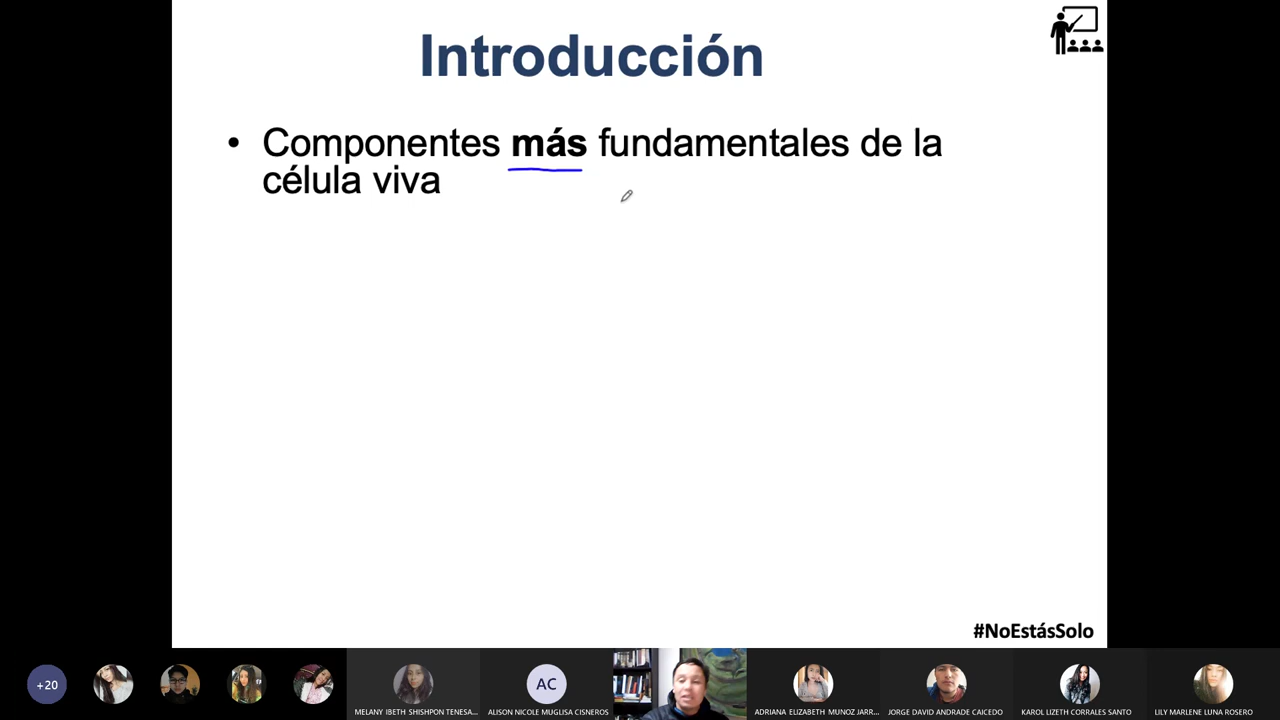 Introducción
• Componentes más fundamentales de la
célula viva
#NoEstásSolo
+20
MELANY IBETH SHISHPON TENESA...
AC
ALISON NICOLE MUGLISA CISNEROS
ADRIANA ELIZABETH MUNOZ JARR...
JORGE DAVID ANDRADE CAICEDO
KAROL LIZETH CORRALES SANTO
LILY MARLENE LUNA ROSERO